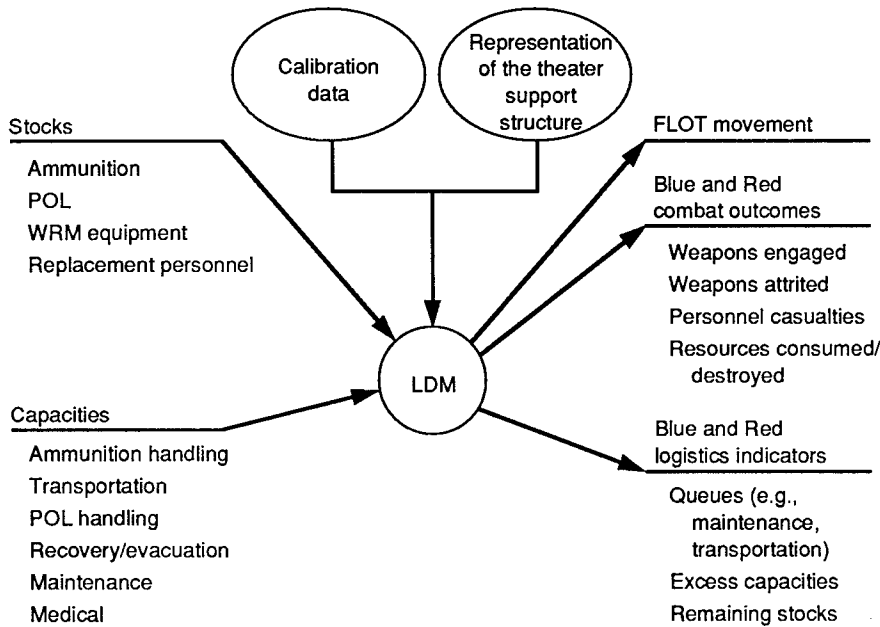 Calibration
data
Representation
of the theater
support
structure
Stocks
Ammunition
POL
WRM equipment
Replacement personnel
Capacities
Ammunition handling
Transportation
POL handling
Recovery/evacuation
Maintenance
Medical
LDM
FLOT movement
Blue and Red
combat outcomes
Weapons engaged
Weapons attrited
Personnel casualties
Resources consumed/
destroyed
Blue and Red
logistics indicators
Queues (e.g.,
maintenance,
transportation)
Excess capacities
Remaining stocks